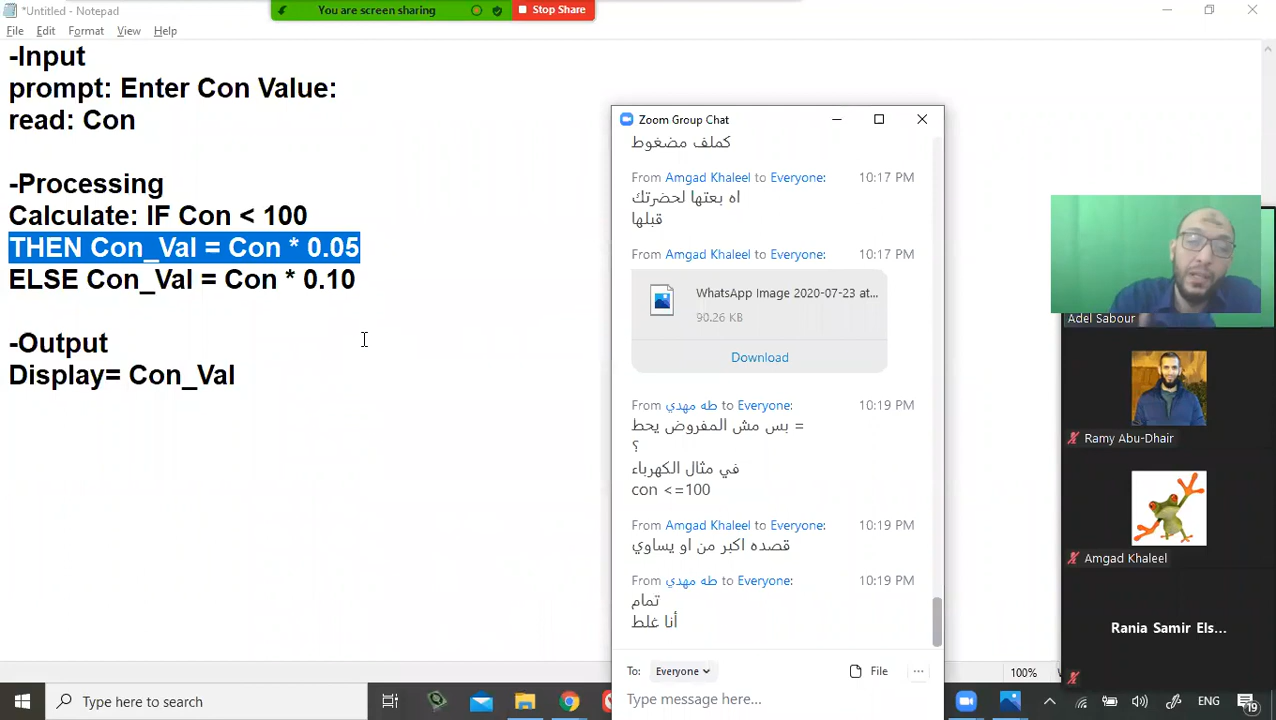 *Untitled - Notepad
You are screen sharing
Stop Share
File Edit Format View Help
-Input
prompt: Enter Con Value:
read: Con
-Processing
Calculate: IF Con < 100
THEN Con_Val = Con * 0.05
ELSE Con_Val = Con * 0.10
-Output
Display= Con_Val
Zoom Group Chat
كملف مضغوط
From Amgad Khaleel to Everyone: 10:17 PM
اه بعتها لحضرتك
قبلها
From Amgad Khaleel to Everyone: 10:17 PM
WhatsApp Image 2020-07-23 at...
90.26 KB
Download
From طه مهدي to Everyone: 10:19 PM
بس مش المفروض يحط =
؟
في مثال الكهرباء
con <=100
From Amgad Khaleel to Everyone: 10:19 PM
قصده اكبر من او يساوي
From طه مهدي to Everyone: 10:19 PM
تمام
أنا غلط
To: Everyone File ...
Type message here...
Adel Sabour
Ramy Abu-Dhair
Amgad Khaleel
Rania Samir Els...
100%
Type here to search
ENG
19